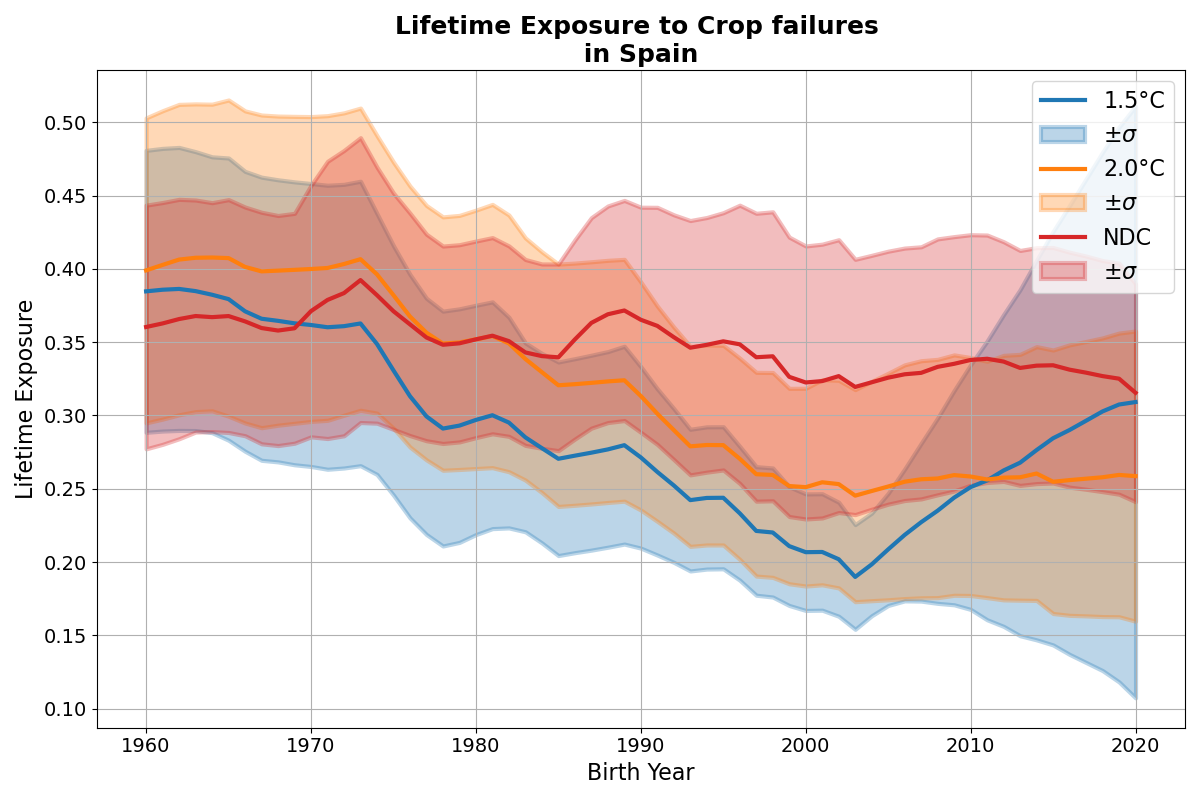 Lifetime Exposure to Crop failures
in Spain
1.5°C
±σ
2.0°C
±σ
NDC
±σ
Lifetime Exposure
0.50
0.45
0.40
0.35
0.30
0.25
0.20
0.15
0.10
1960
1970
1980
1990
2000
2010
2020
Birth Year